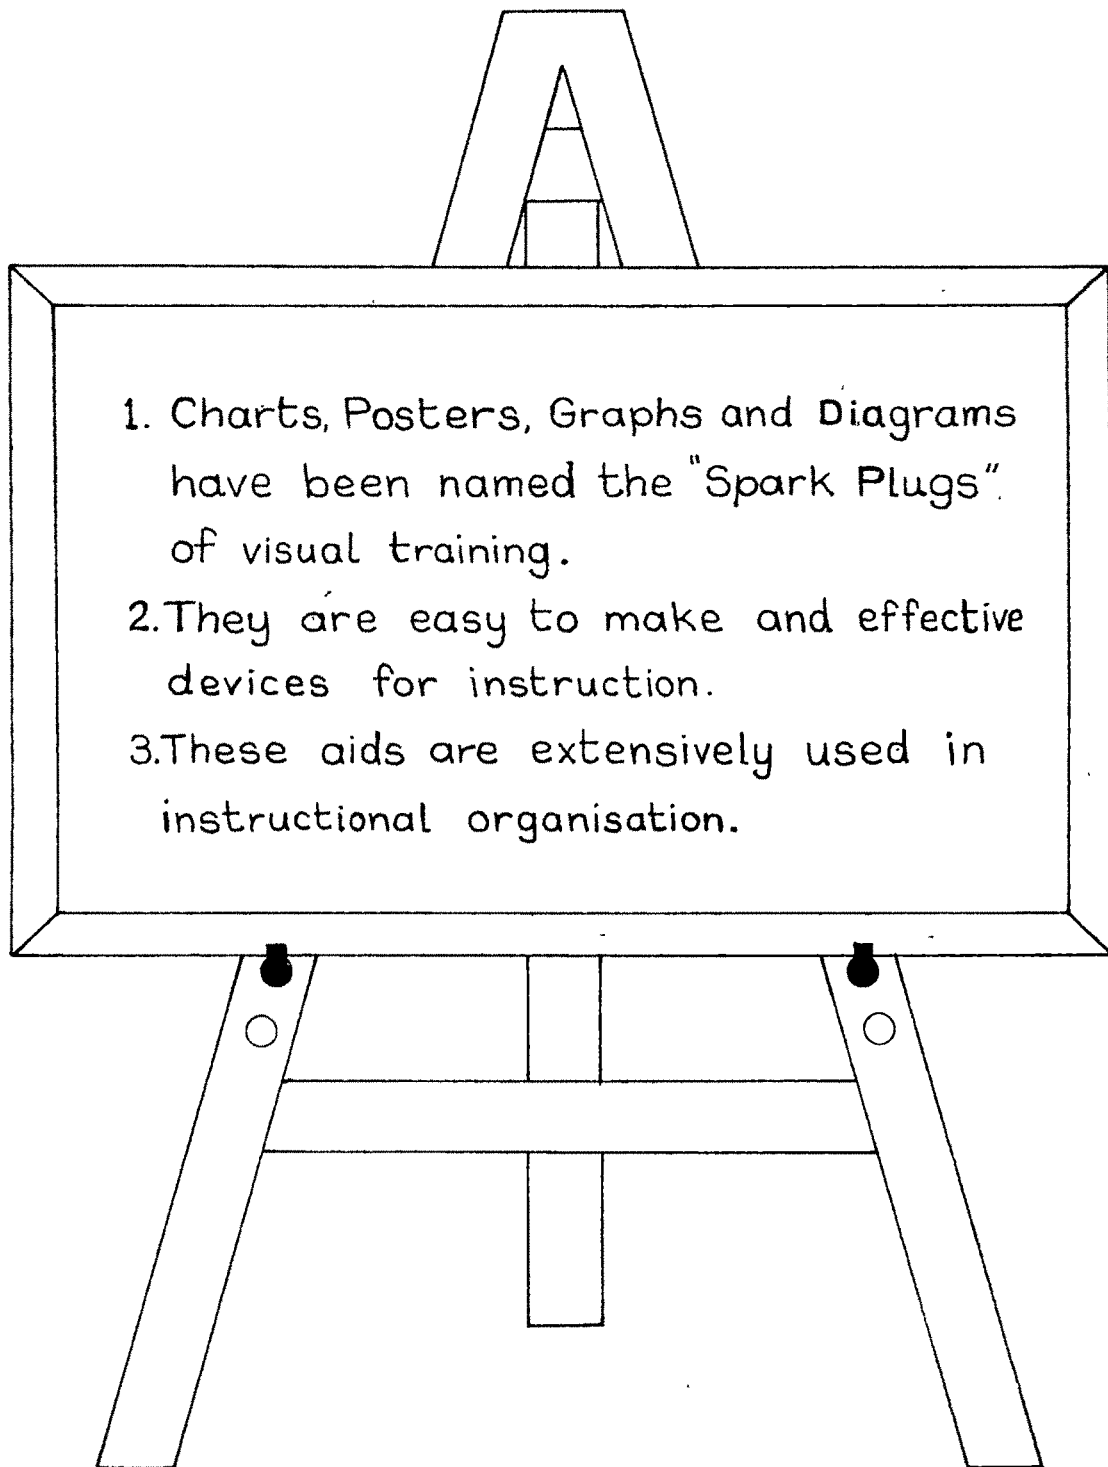 1. Charts, Posters, Graphs and Diagrams
have been named the "Spark Plugs"
of visual training.
2. They are easy to make and effective
devices for instruction.
3. These aids are extensively used in
instructional organisation.